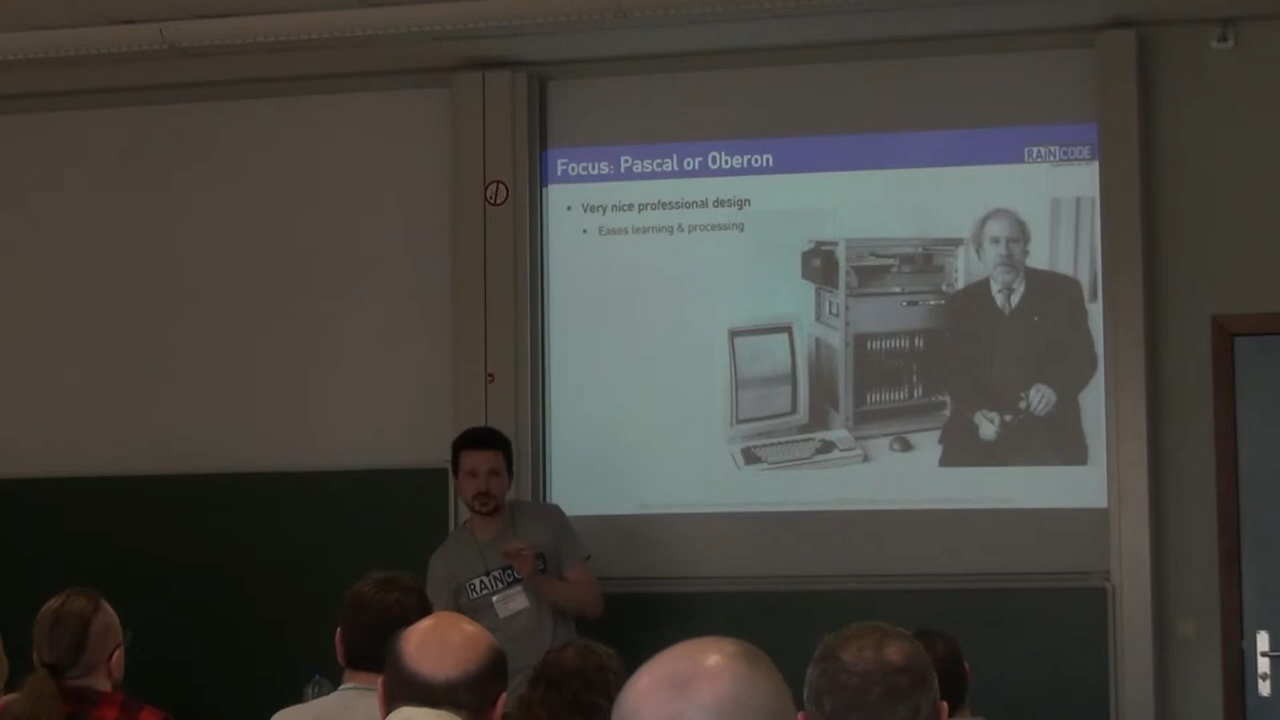 Focus: Pascal or Oberon
RAINCODE
Very nice professional design
Eases learning & processing
RAINCODE